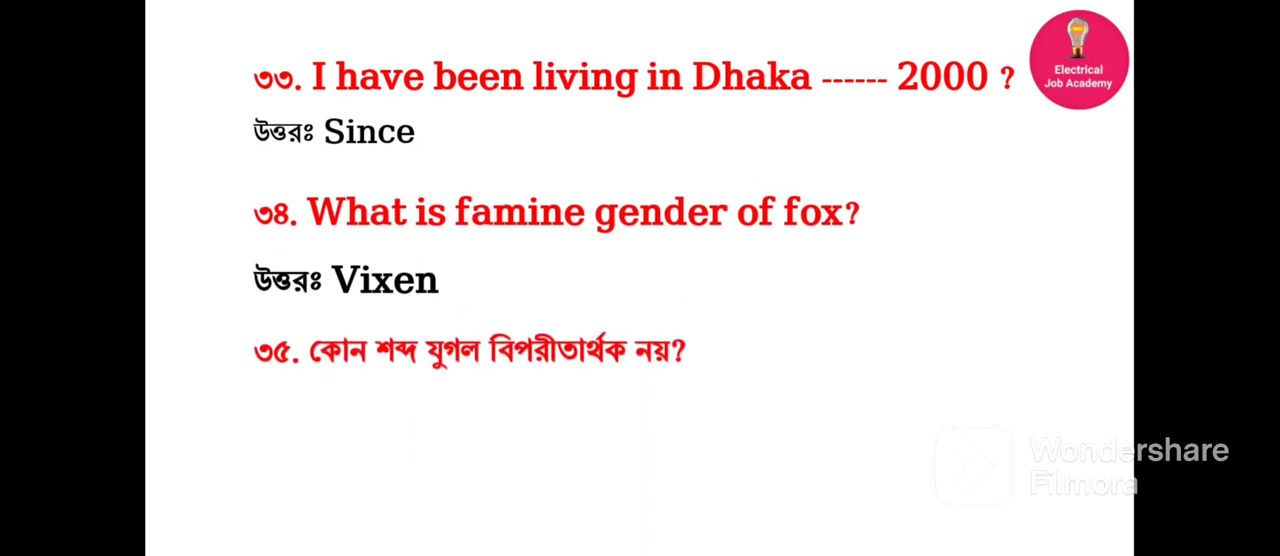 ৩৩. I have been living in Dhaka ------ 2000 ?
Electrical
Job Academy
উত্তরঃ Since
৩৪. What is famine gender of fox?
উত্তরঃ Vixen
৩৫. কোন শব্দ যুগল বিপরীতার্থক নয়?
Wondershare
Filmora